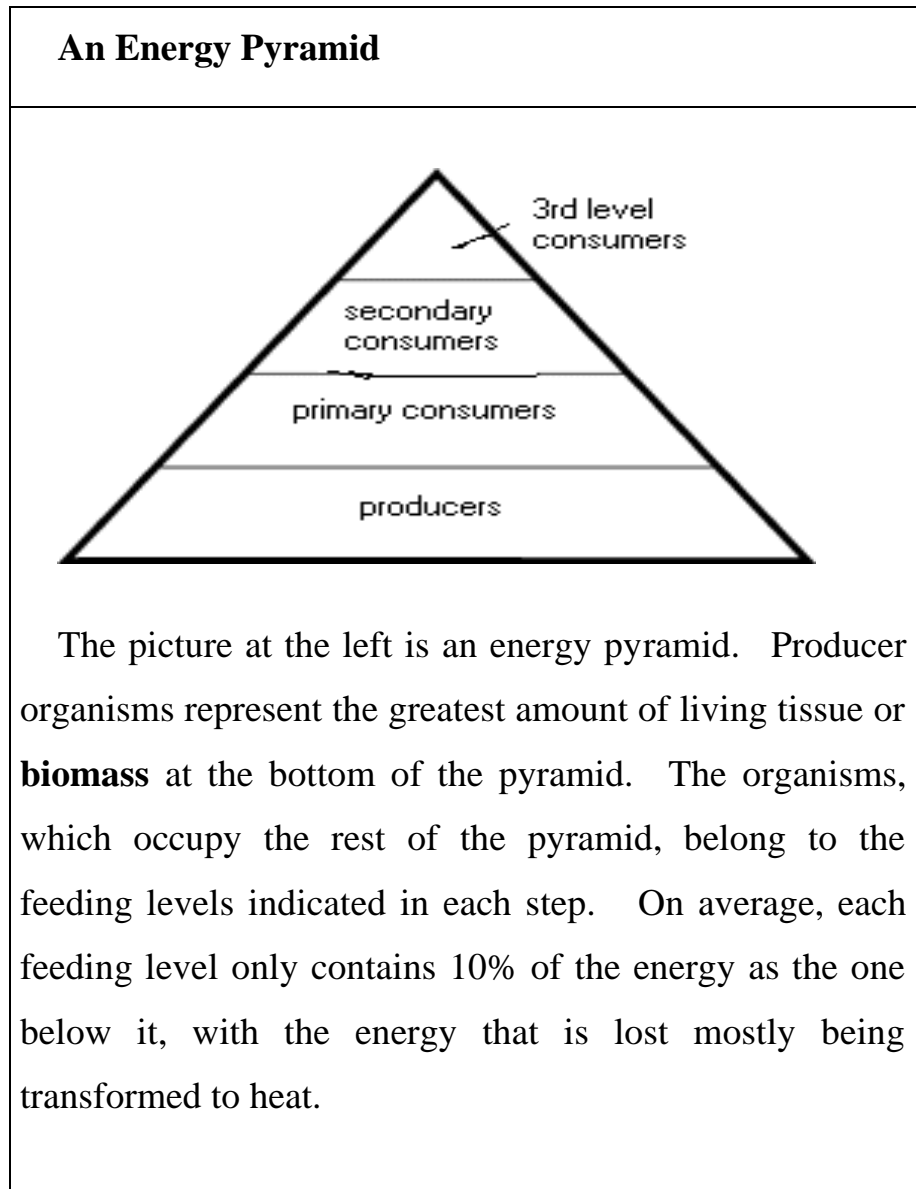 An Energy Pyramid
3rd level
consumers
secondary
consumers
primary consumers
producers
The picture at the left is an energy pyramid. Producer
organisms represent the greatest amount of living tissue or
biomass at the bottom of the pyramid. The organisms,
which occupy the rest of the pyramid, belong to the
feeding levels indicated in each step. On average, each
feeding level only contains 10% of the energy as the one
below it, with the energy that is lost mostly being
transformed to heat.